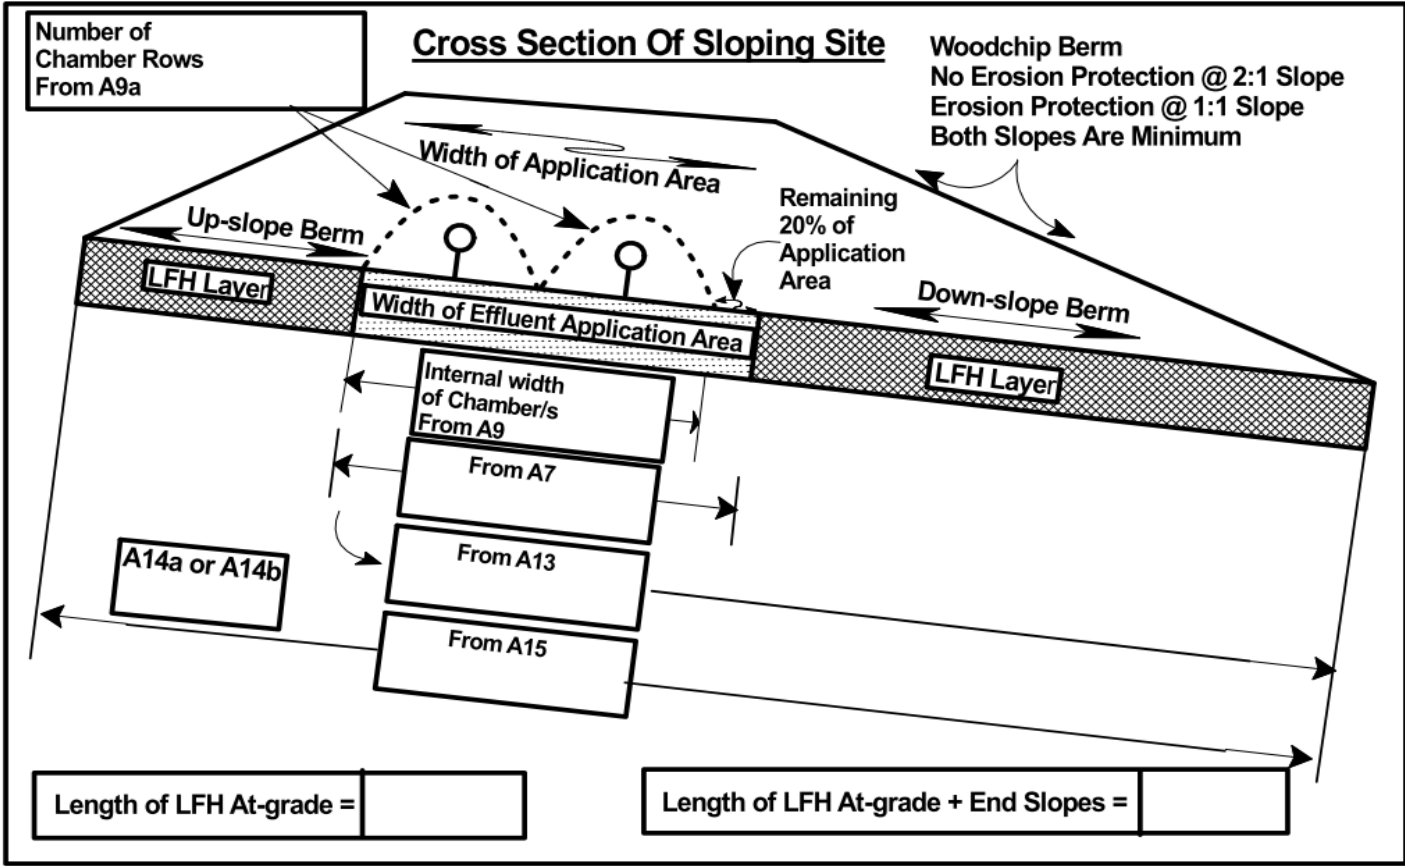 Number of
Chamber Rows
From A9a
Cross Section Of Sloping Site
Woodchip Berm
No Erosion Protection @ 2:1 Slope
Erosion Protection @ 1:1 Slope
Both Slopes Are Minimum
Width of Application Area
Remaining
20% of
Application
Area
Up-slope Berm
LFH Layer
Width of Effluent Application Area
Down-slope Berm
LFH Layer
Internal width
of Chamber/s
From A9
From A7
From A13
A14a or A14b
From A15
Length of LFH At-grade =
Length of LFH At-grade + End Slopes =